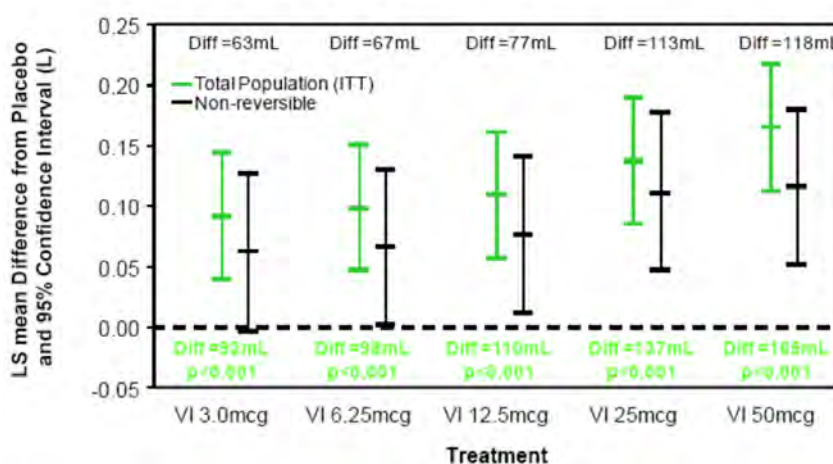 LS mean Difference from Placebo
and 95% Confidence Interval (L)
0.25
0.20
0.15
0.10
0.05
0.00
-0.05
Diff =63mL Diff =67mL Diff =77mL Diff =113mL Diff =118mL
Total Population (ITT)
Non-reversible
Diff =92mL Diff =98mL Diff =110mL Diff =137mL Diff =165mL
p<0.001 p<0.001 p<0.001 p<0.001 p<0.001
VI 3.0mcg VI 6.25mcg VI 12.5mcg VI 25mcg VI 50mcg
Treatment